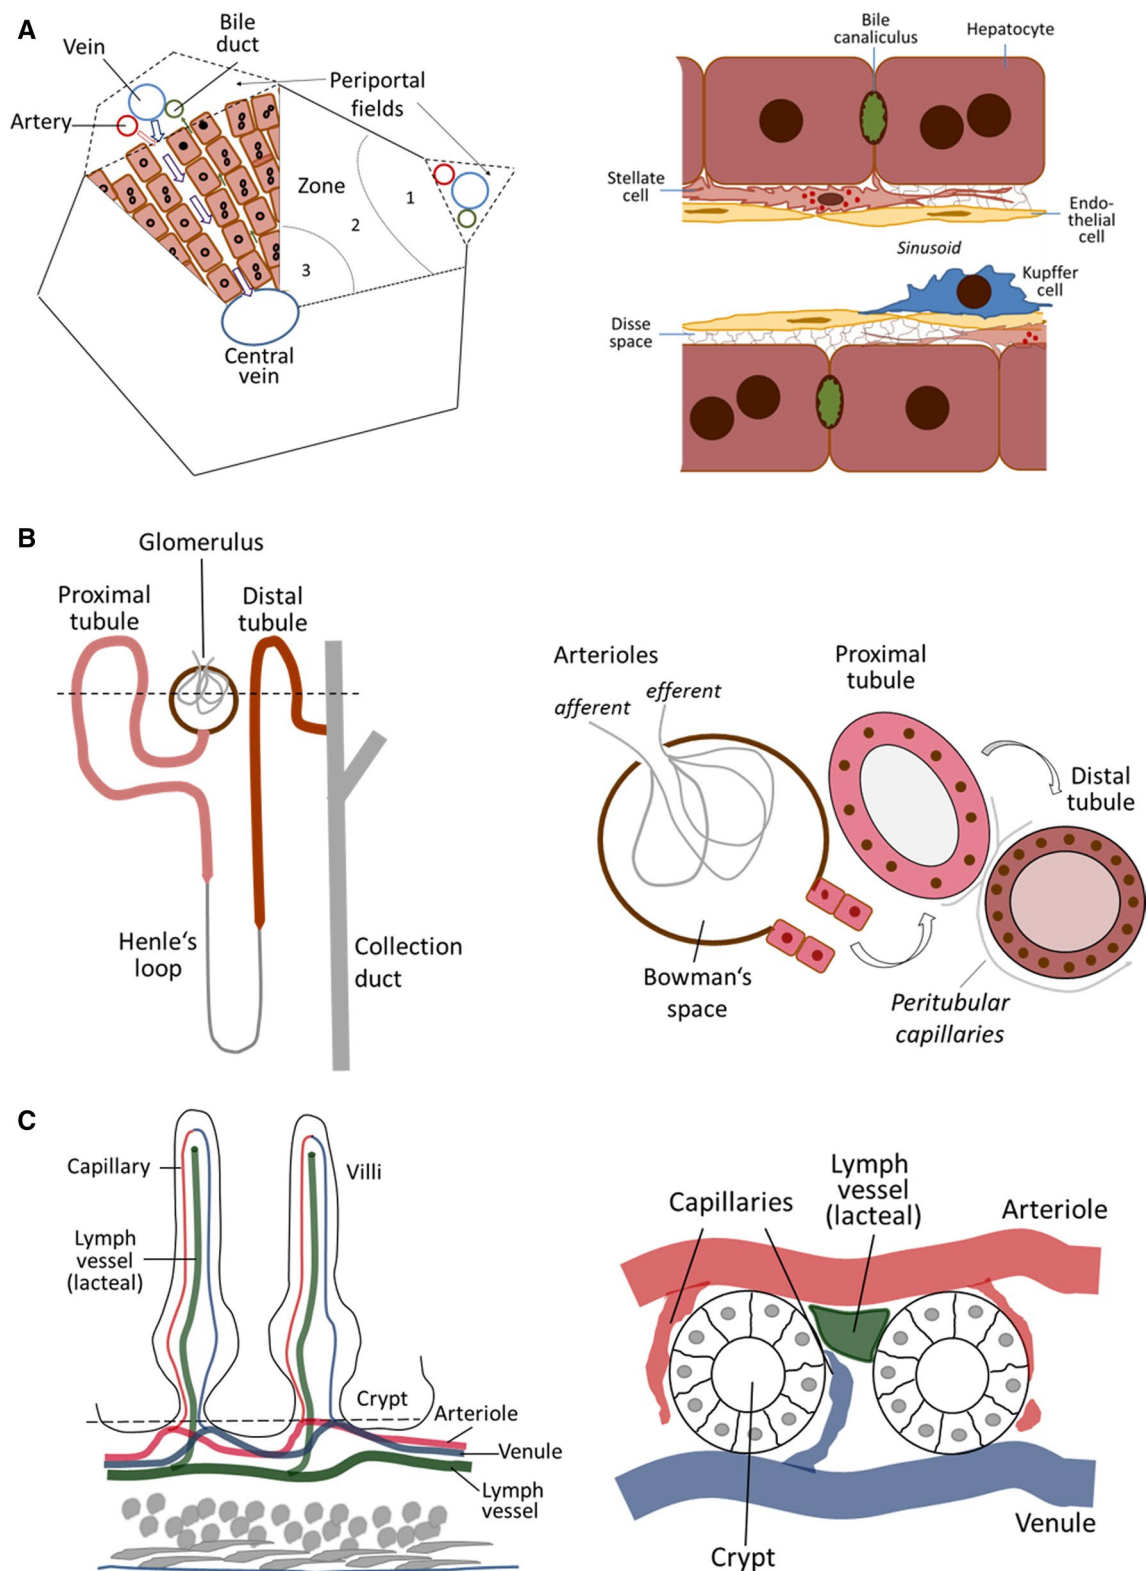 A
Vein
Bile
duct
Periportal
fields
Artery
Zone
1
2
3
Central
vein
Bile
canaliculus
Hepatocyte
Stellate
cell
Endo-
thelial
cell
Sinusoid
Kupffer
cell
Disse
space
B
Glomerulus
Proximal
tubule
Distal
tubule
Henle‘s
loop
Collection
duct
Arterioles
afferent
efferent
Proximal
tubule
Distal
tubule
Bowman‘s
space
Peritubular
capillaries
C
Capillary
Villi
Lymph
vessel
(lacteal)
Crypt
Arteriole
Venule
Lymph
vessel
Capillaries
Lymph
vessel
(lacteal)
Arteriole
Venule
Crypt